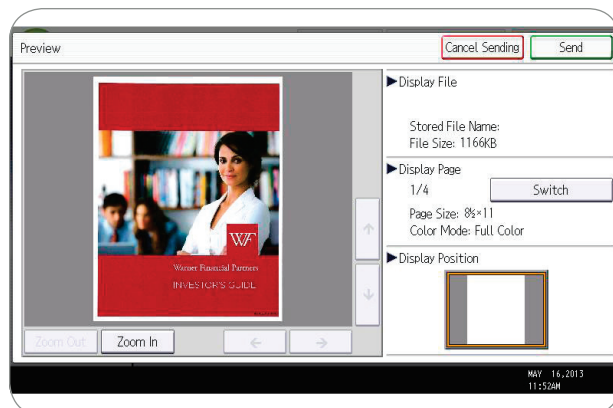 Preview
Cancel Sending
Send
Display File
Stored File Name:
File Size: 1166KB
Display Page
1/4
Switch
Page Size: 8½×11
Color Mode: Full Color
Display Position
WF
Warner Financial Partners
INVESTOR'S GUIDE
Zoom Out
Zoom In
MAY 16,2013
11:52AM